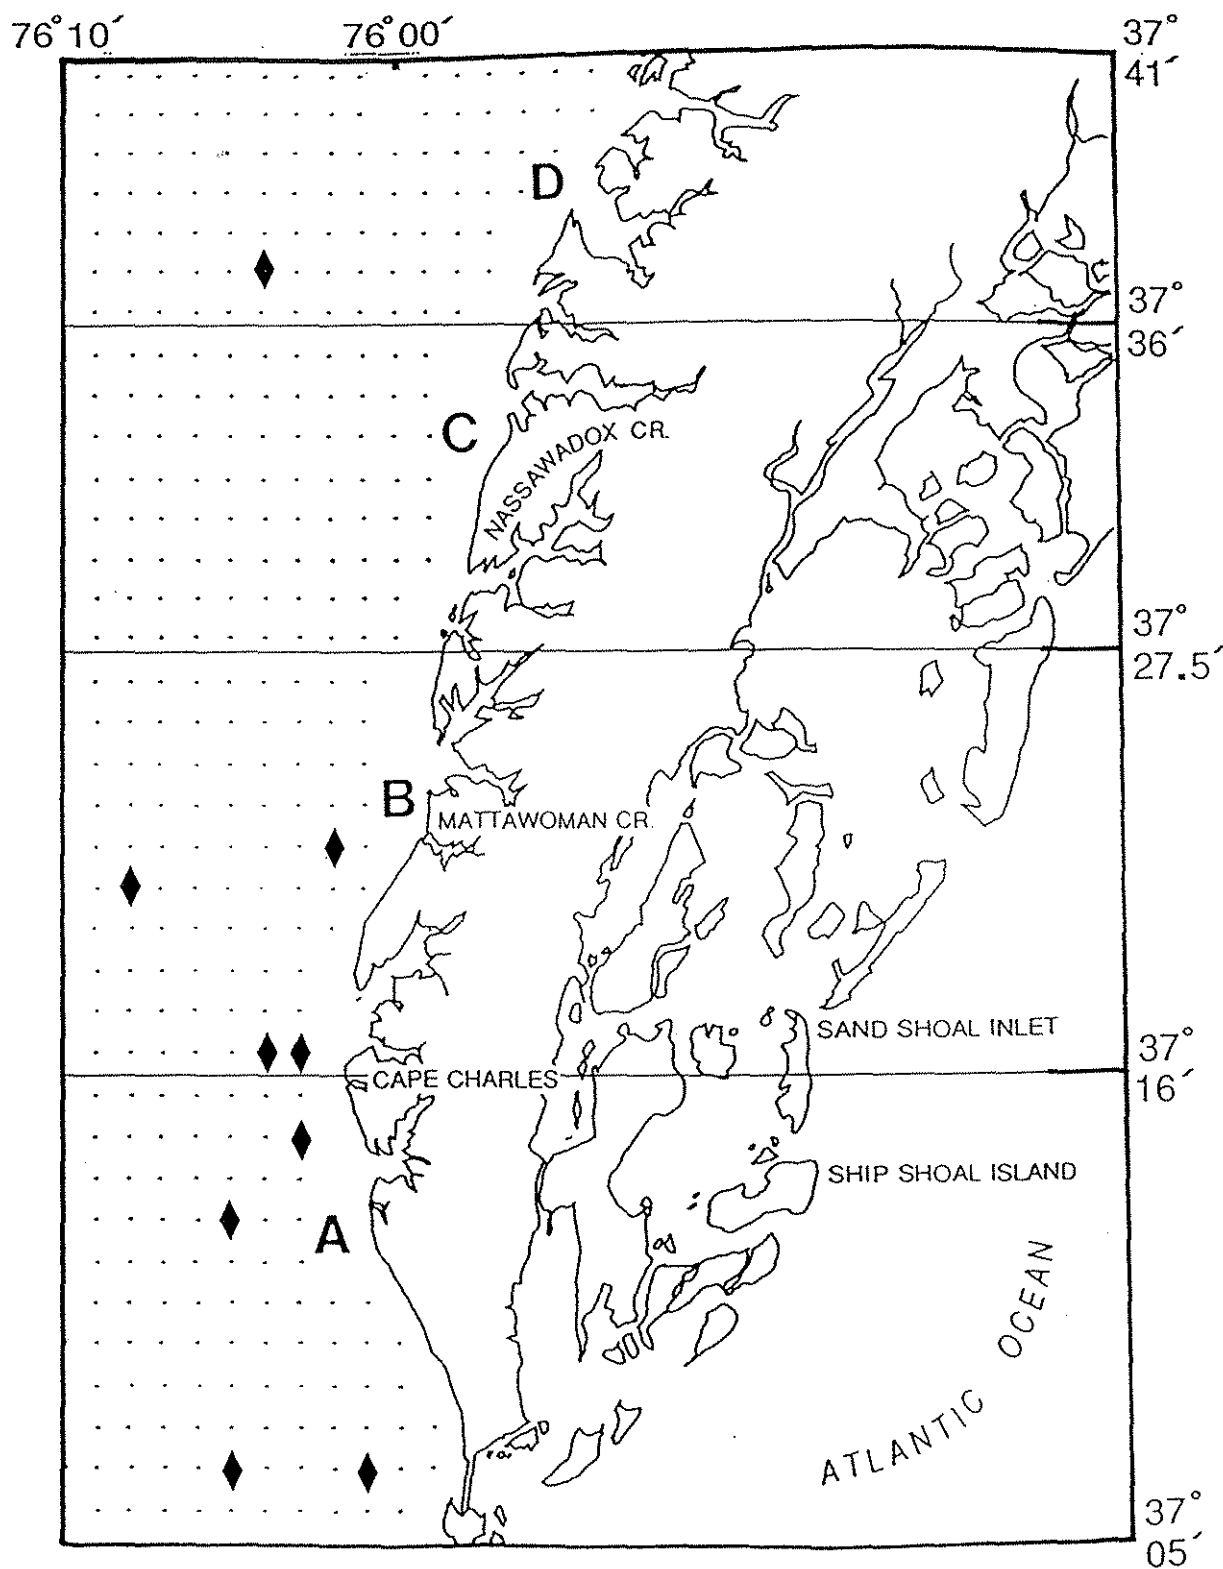 76°10′ 76°00′ 37°
41′
D
37°
36′
C
NASSAWADOX CR.
37°
27.5′
B
MATTAWOMAN CR.
SAND SHOAL INLET
37°
CAPE CHARLES
16′
SHIP SHOAL ISLAND
A
ATLANTIC OCEAN
37°
05′